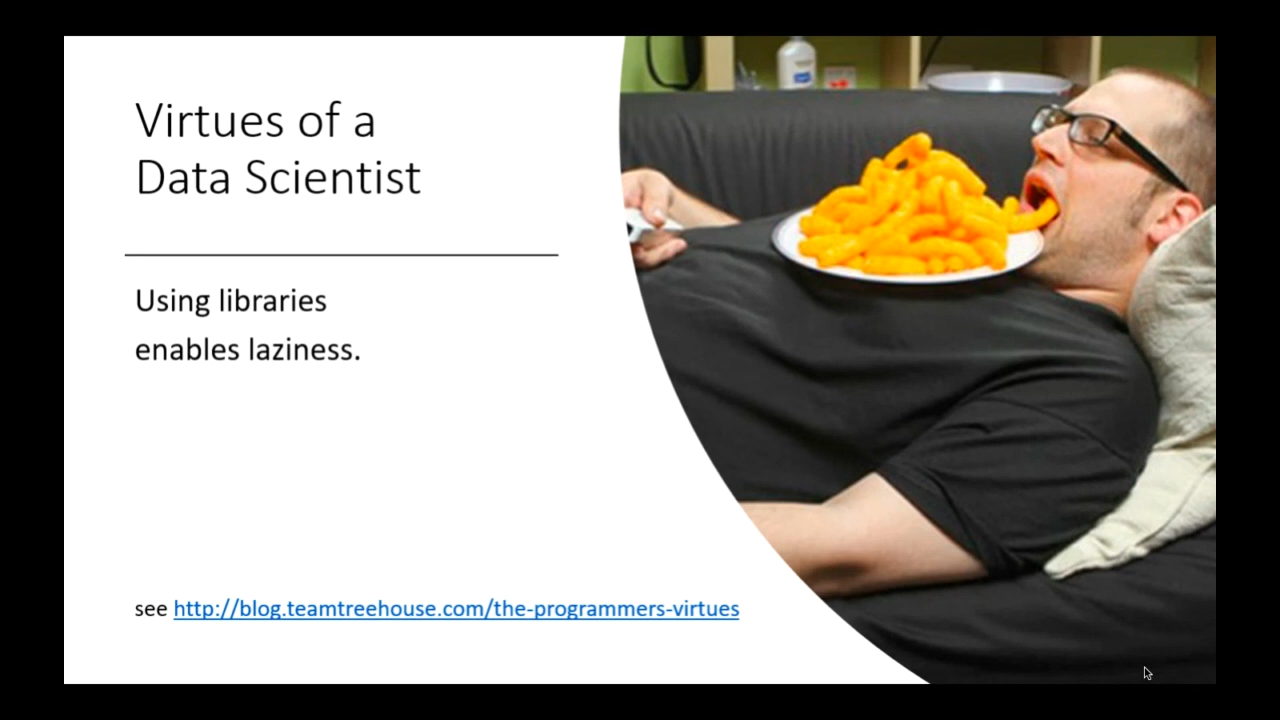 Virtues of a
Data Scientist
Using libraries
enables laziness.
see http://blog.teamtreehouse.com/the-programmers-virtues